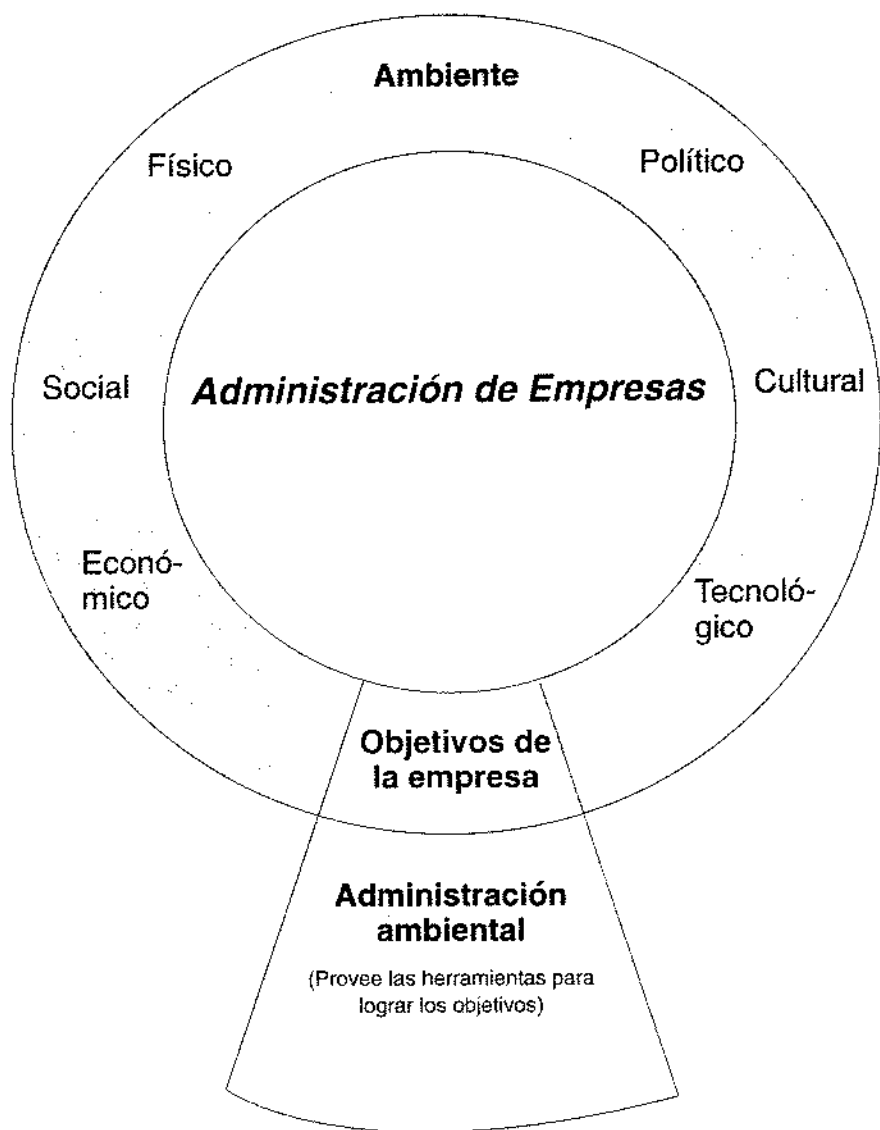 Ambiente
Físico
Político
Social
Administración de Empresas
Cultural
Econó-
mico
Tecnoló-
gico
Objetivos de
la empresa
Administración
ambiental
(Provee las herramientas para
lograr los objetivos)